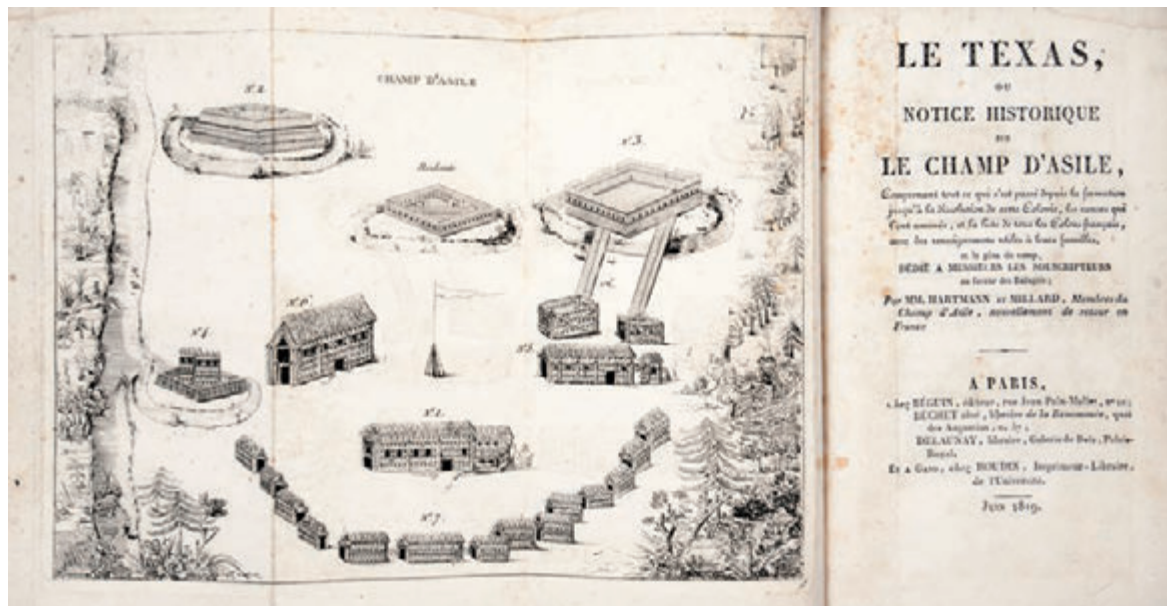 CHAMP D'ASILE
N.º 2.
Redoute
N.º 3.
N.º 6.
N.º 4.
N.º 5.
N.º 1.
N.º 7.
LE TEXAS,
OU
NOTICE HISTORIQUE
SUR
LE CHAMP D'ASILE,
Comprenant tout ce qui s'est passé depuis la formation
jusqu'à la dissolution de cette Colonie, les causes qui
l'ont amenée, et la liste de tous les Colons français,
avec des renseignemens utiles à leurs familles,
et le plan du camp,
DÉDIÉ A MESSIEURS LES SOUSCRIPTEURS
en faveur des Réfugiés;
Par MM. HARTMANN et MILLARD, Membres du
Champ d'Asile, nouvellement de retour en
France
A PARIS,
chez BÉGUIN, éditeur, rue Jean Pain-Mollet, nº 10;
BÉCHET aîné, libraire de la Renommée, quai
des Augustins, nº 57;
DELAUNAY, libraire, Galerie de Bois, Palais-
Royal.
ET A GAND, chez HOUDIN, Imprimeur-Libraire,
de l'Université.
JUIN 1819.